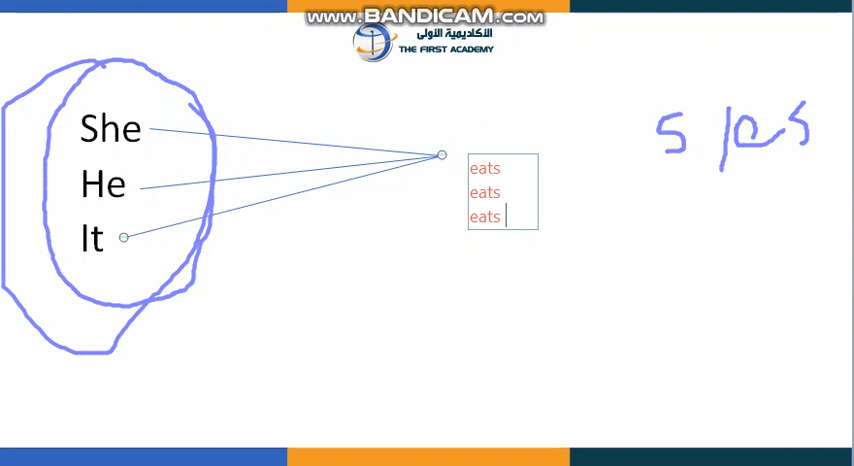 www.BANDICAM.com
الأكاديمية الأولى
THE FIRST ACADEMY
She
He
It
eats
eats
eats
s / es